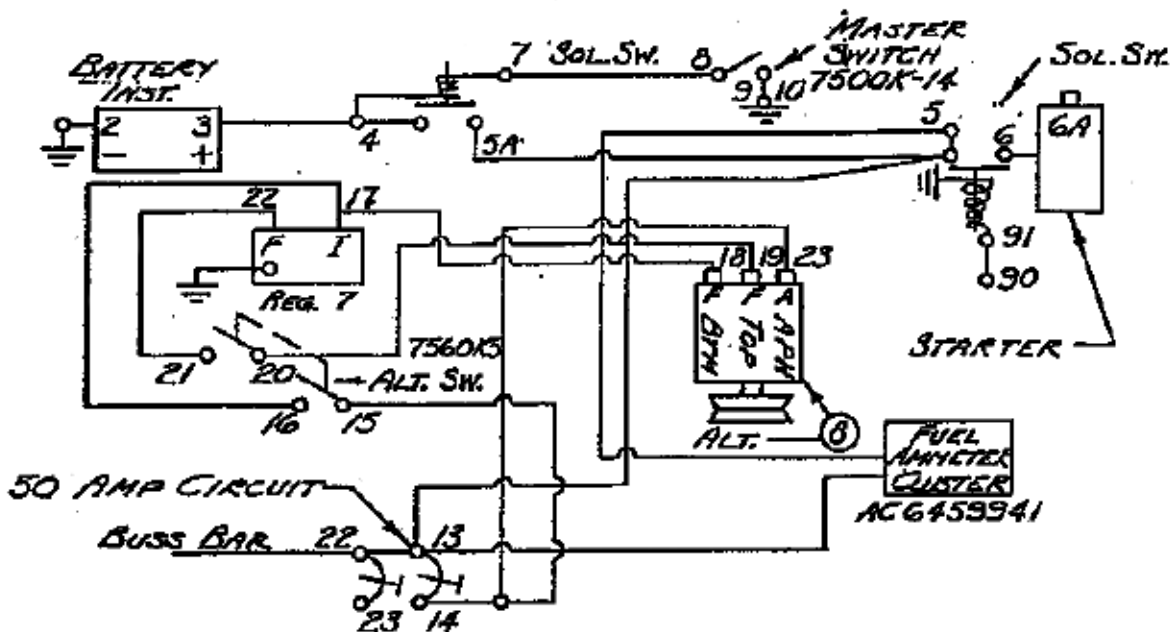 BATTERY
INST.
2 3
- +
4
7 SOL. SW. 8
MASTER
SWITCH
7500K-14
9 10
SOL. SW.
5
5A
6
6A
91
90
STARTER
22 17
F I
REG. 7
18 19 23
F F A
BTM TOP APH
ALT. 8
21 20
7560K5
ALT. SW.
16 15
FUEL
AMMETER
CLUSTER
AC6459941
50 AMP CIRCUIT
BUSS BAR 22 13
23 14